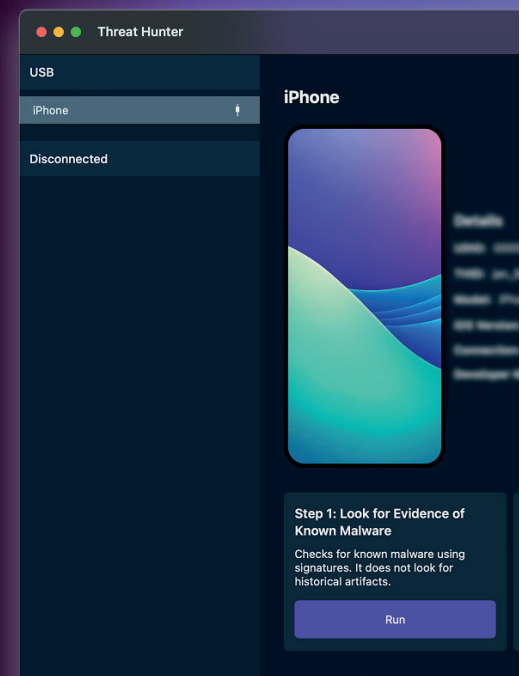 Threat Hunter
USB
iPhone
Disconnected
iPhone
Details
Step 1: Look for Evidence of
Known Malware
Checks for known malware using
signatures. It does not look for
historical artifacts.
Run